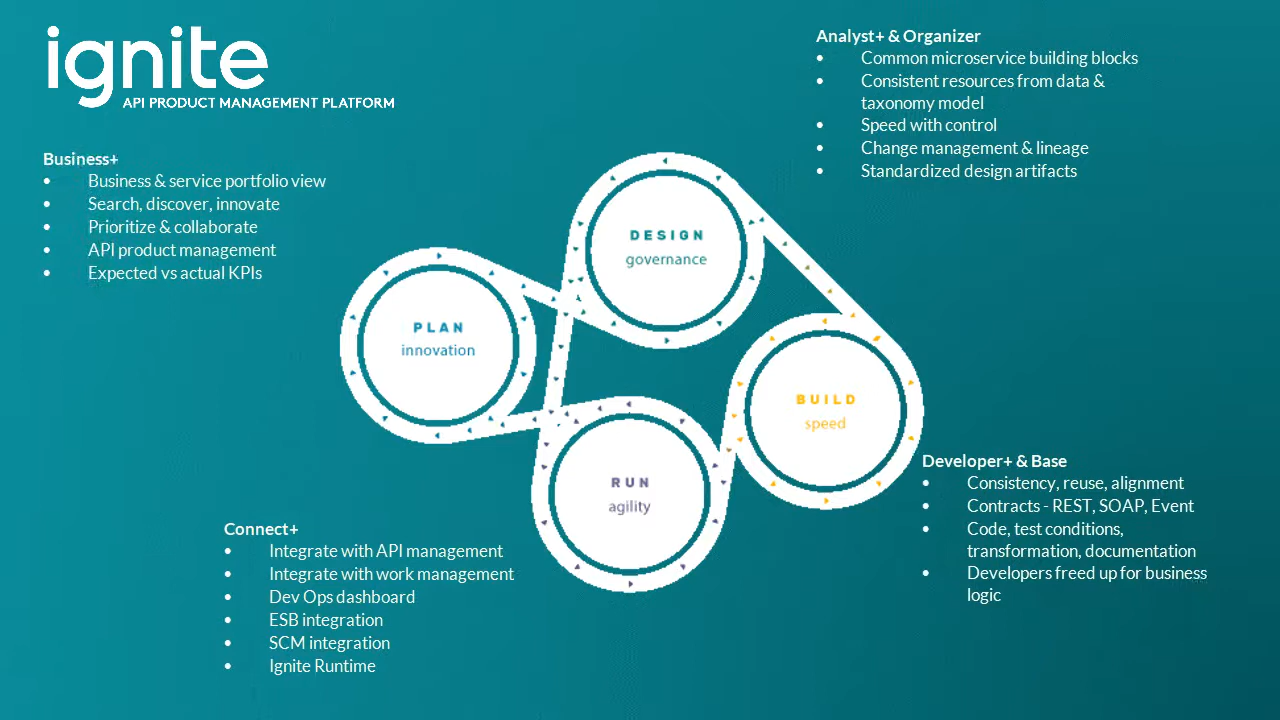 ignite
API PRODUCT MANAGEMENT PLATFORM
Business+
• Business & service portfolio view
• Search, discover, innovate
• Prioritize & collaborate
• API product management
• Expected vs actual KPIs
Analyst+ & Organizer
• Common microservice building blocks
• Consistent resources from data &
taxonomy model
• Speed with control
• Change management & lineage
• Standardized design artifacts
DESIGN
governance
PLAN
innovation
BUILD
speed
RUN
agility
Developer+ & Base
• Consistency, reuse, alignment
• Contracts - REST, SOAP, Event
• Code, test conditions,
transformation, documentation
• Developers freed up for business
logic
Connect+
• Integrate with API management
• Integrate with work management
• Dev Ops dashboard
• ESB integration
• SCM integration
• Ignite Runtime